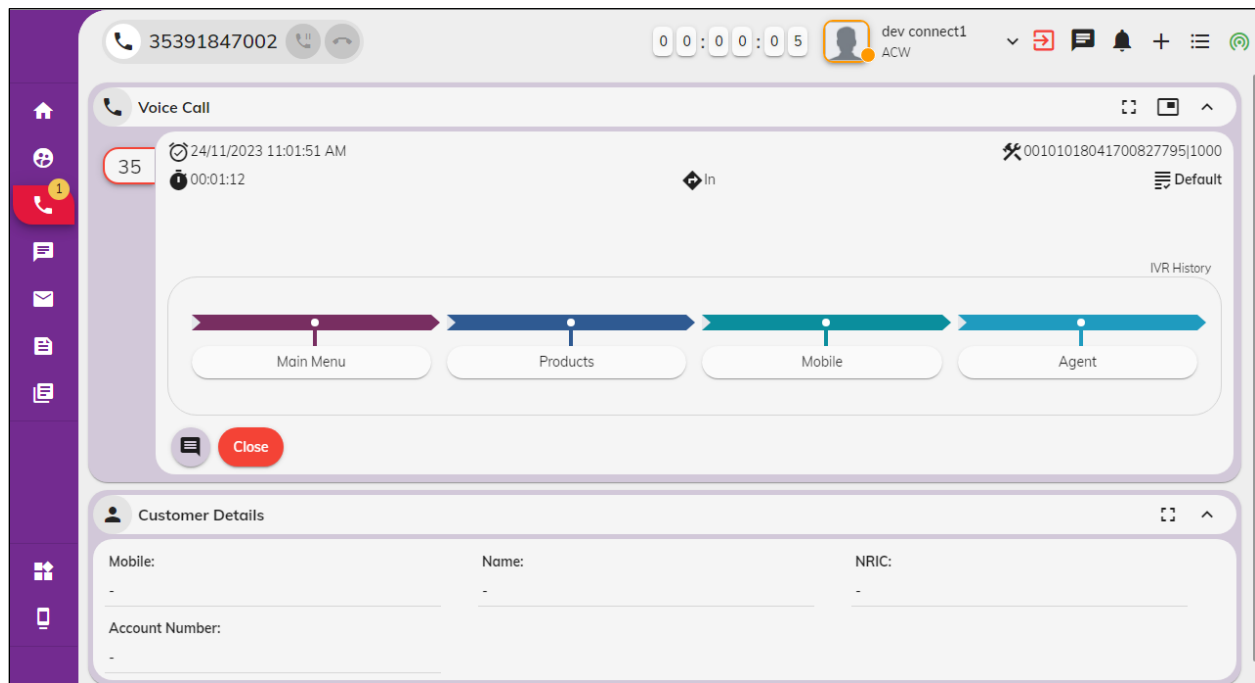 35391847002
0 0 : 0 0 : 0 5
dev connect1
ACW
Voice Call
1
35
24/11/2023 11:01:51 AM
00101018041700827795|1000
00:01:12
In
Default
IVR History
Main Menu
Products
Mobile
Agent
Close
Customer Details
Mobile:
Name:
NRIC:
-
-
-
Account Number:
-